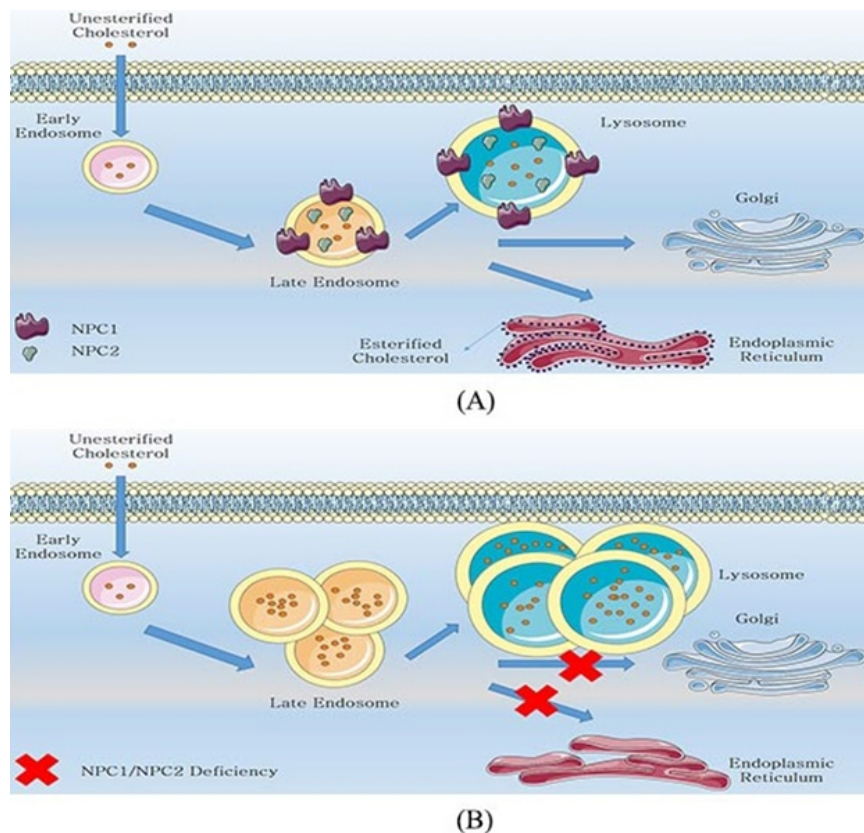 Unesterified
Cholesterol
Early
Endosome
Lysosome
Golgi
Late Endosome
NPC1
NPC2
Esterified
Cholesterol
Endoplasmic
Reticulum
(A)
Unesterified
Cholesterol
Early
Endosome
Lysosome
Golgi
Late Endosome
NPC1/NPC2 Deficiency
Endoplasmic
Reticulum
(B)